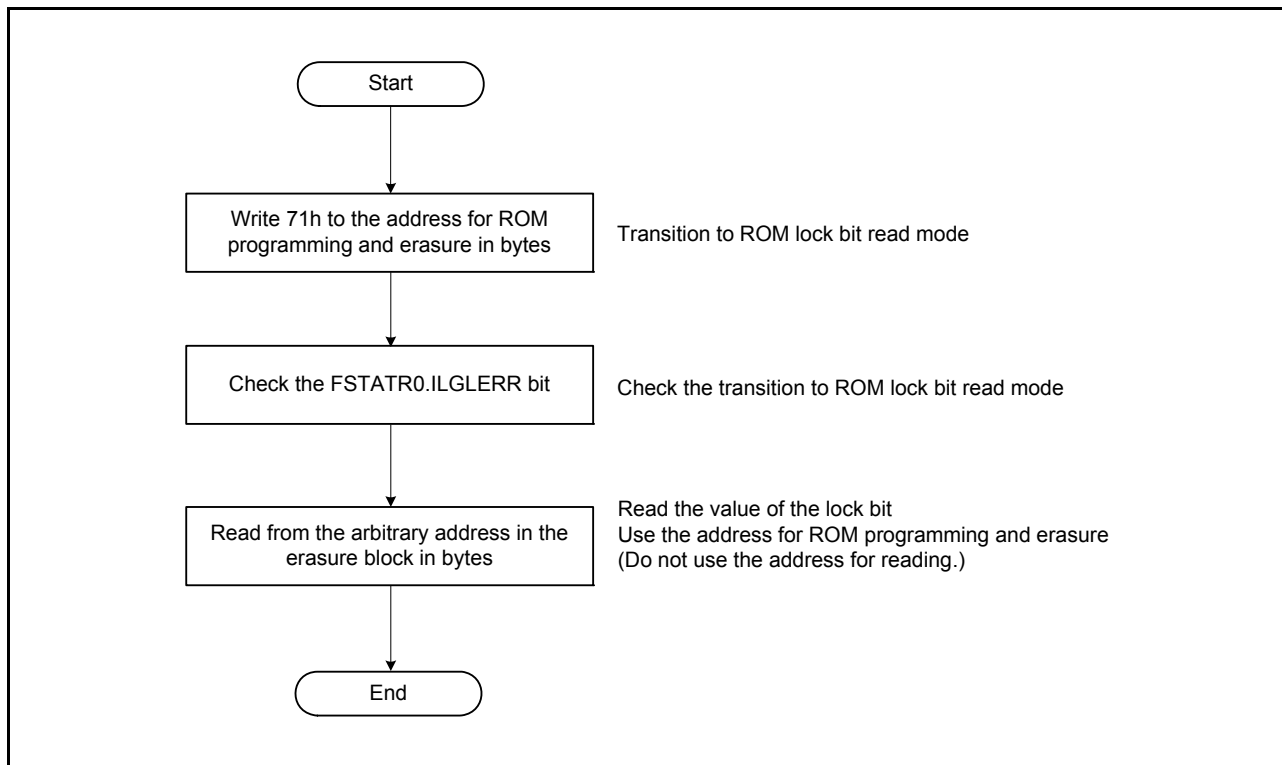 Start
Write 71h to the address for ROM
programming and erasure in bytes
Transition to ROM lock bit read mode
Check the FSTATR0.ILGLERR bit
Check the transition to ROM lock bit read mode
Read from the arbitrary address in the
erasure block in bytes
Read the value of the lock bit
Use the address for ROM programming and erasure
(Do not use the address for reading.)
End